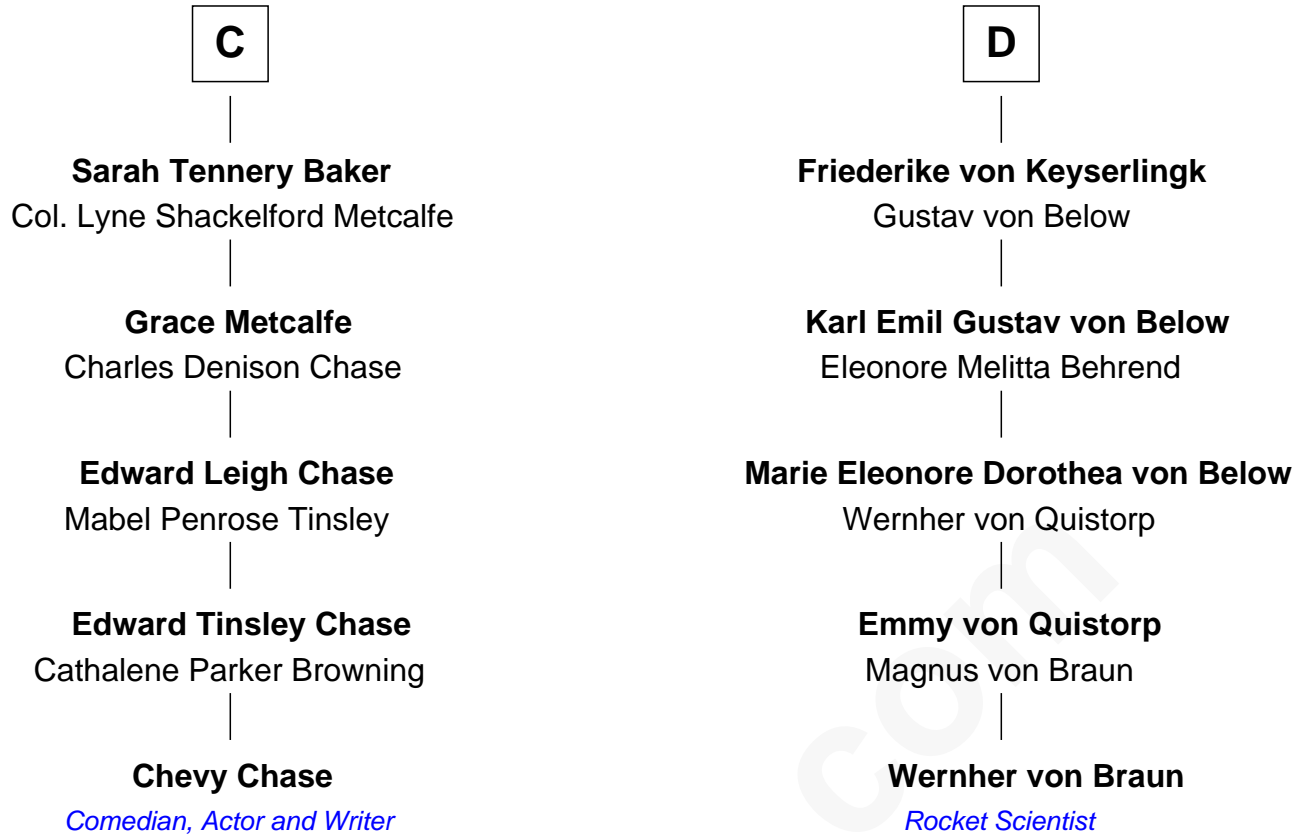 C
Sarah Tennery Baker
Col. Lyne Shackelford Metcalfe
Grace Metcalfe
Charles Denison Chase
Edward Leigh Chase
Mabel Penrose Tinsley
Edward Tinsley Chase
Cathalene Parker Browning
Chevy Chase
Comedian, Actor and Writer
D
Friederike von Keyserlingk
Gustav von Below
Karl Emil Gustav von Below
Eleonore Melitta Behrend
Marie Eleonore Dorothea von Below
Wernher von Quistorp
Emmy von Quistorp
Magnus von Braun
Wernher von Braun
Rocket Scientist
com